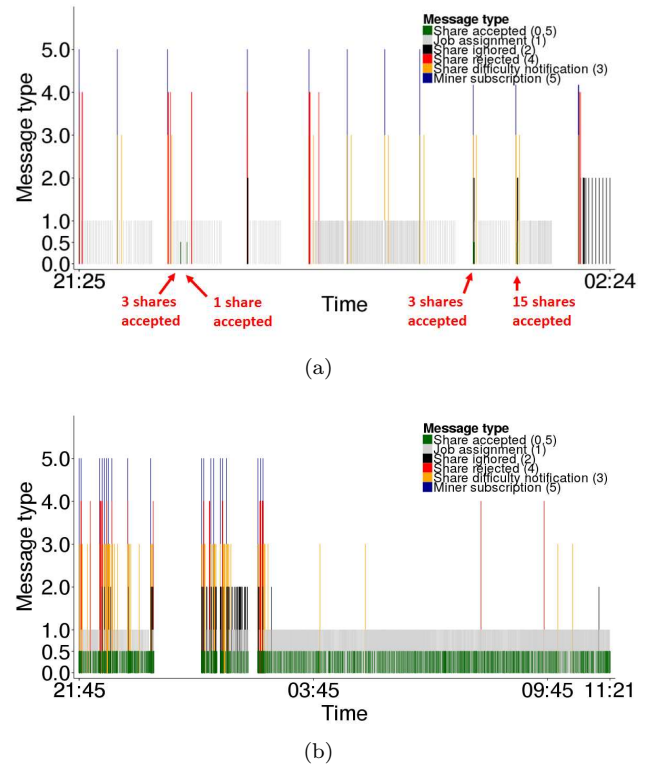 Message type
Share accepted (0.5)
Job assignment (1)
Share ignored (2)
Share rejected (4)
Share difficulty notification (3)
Miner subscription (5)
Message type
5.0
4.0
3.0
2.0
1.0
0.5
0.0
21:25
02:24
Time
3 shares
accepted
1 share
accepted
3 shares
accepted
15 shares
accepted
(a)
Message type
Share accepted (0.5)
Job assignment (1)
Share ignored (2)
Share rejected (4)
Share difficulty notification (3)
Miner subscription (5)
Message type
5.0
4.0
3.0
2.0
1.0
0.5
0.0
21:45
03:45
09:45
11:21
Time
(b)